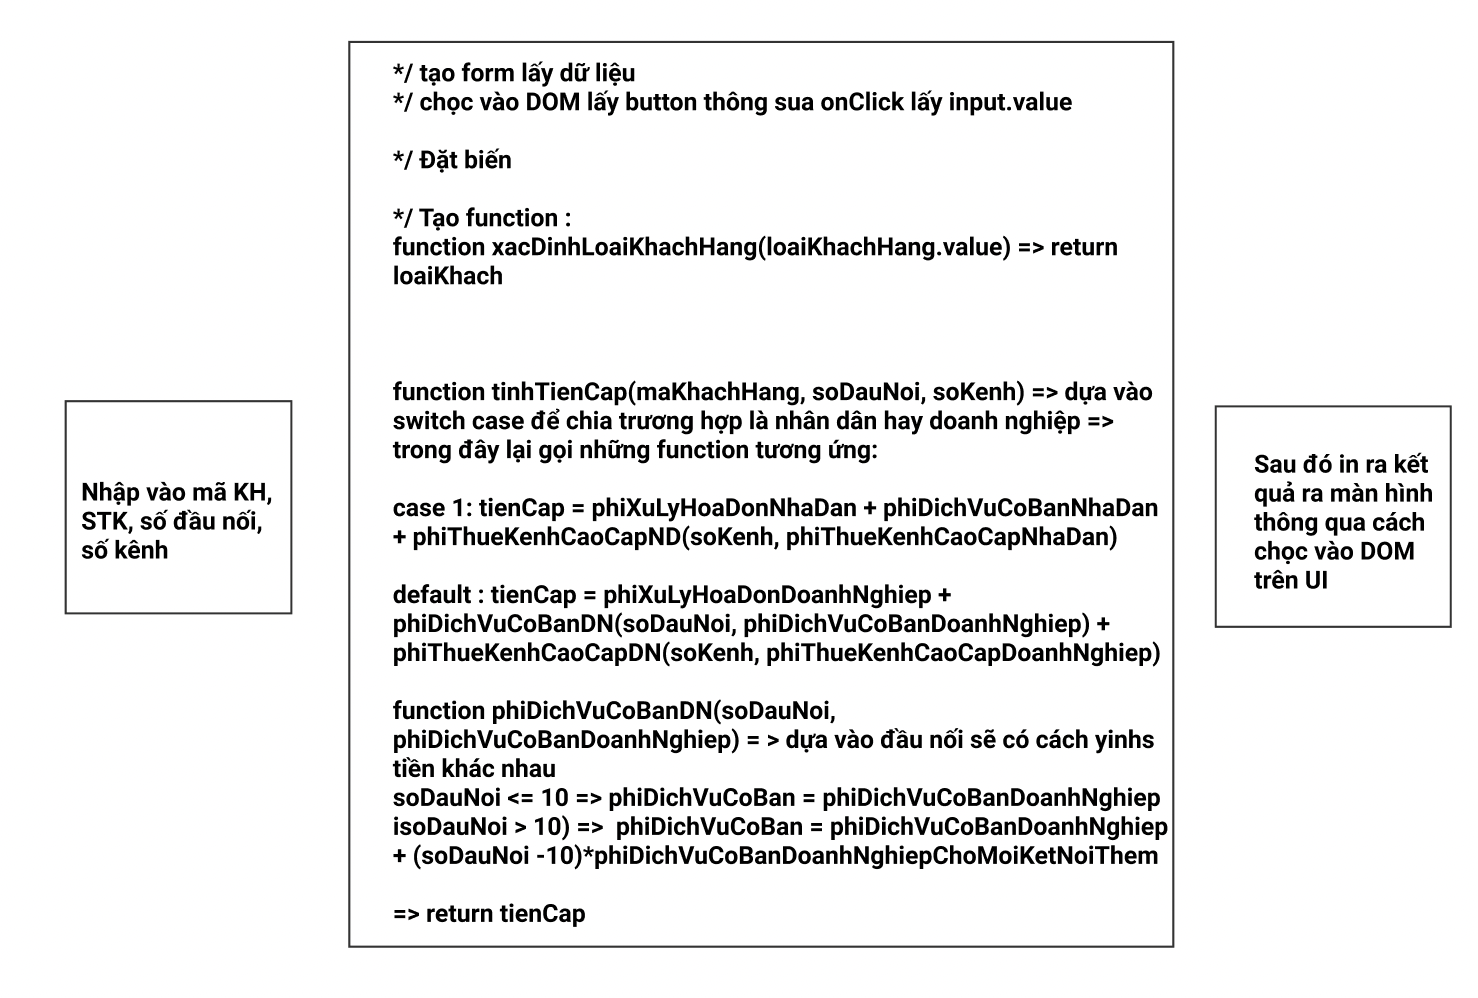 Nhập vào mã KH,
STK, số đầu nối,
số kênh
*/ tạo form lấy dữ liệu
*/ chọc vào DOM lấy button thông sua onClick lấy input.value
*/ Đặt biến
*/ Tạo function :
function xacDinhLoaiKhachHang(loaiKhachHang.value) => return
loaiKhach
function tinhTienCap(maKhachHang, soDauNoi, soKenh) => dựa vào
switch case để chia trương hợp là nhân dân hay doanh nghiệp =>
trong đây lại gọi những function tương ứng:
case 1: tienCap = phiXuLyHoaDonNhaDan + phiDichVuCoBanNhaDan
+ phiThueKenhCaoCapND(soKenh, phiThueKenhCaoCapNhaDan)
default : tienCap = phiXuLyHoaDonDoanhNghiep +
phiDichVuCoBanDN(soDauNoi, phiDichVuCoBanDoanhNghiep) +
phiThueKenhCaoCapDN(soKenh, phiThueKenhCaoCapDoanhNghiep)
function phiDichVuCoBanDN(soDauNoi,
phiDichVuCoBanDoanhNghiep) = > dựa vào đầu nối sẽ có cách yinhs
tiền khác nhau
soDauNoi <= 10 => phiDichVuCoBan = phiDichVuCoBanDoanhNghiep
isoDauNoi > 10) =>  phiDichVuCoBan = phiDichVuCoBanDoanhNghiep
+ (soDauNoi -10)*phiDichVuCoBanDoanhNghiepChoMoiKetNoiThem
=> return tienCap
Sau đó in ra kết
quả ra màn hình
thông qua cách
chọc vào DOM
trên UI